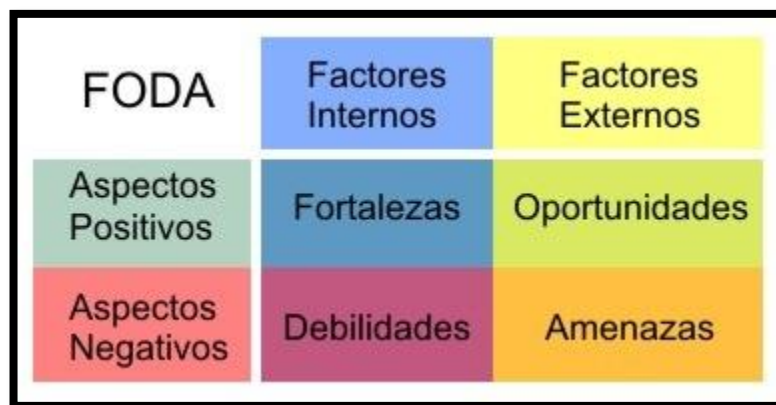 FODA
Factores
Internos
Factores
Externos
Aspectos
Positivos
Fortalezas
Oportunidades
Aspectos
Negativos
Debilidades
Amenazas